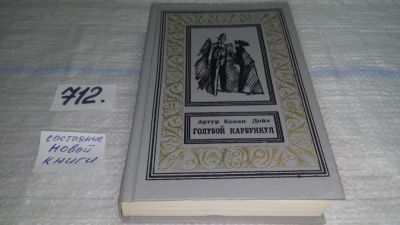 712.
состояние
новой
книги
Артур Конан Дойл
ГОЛУБОЙ КАРБУНКУЛ